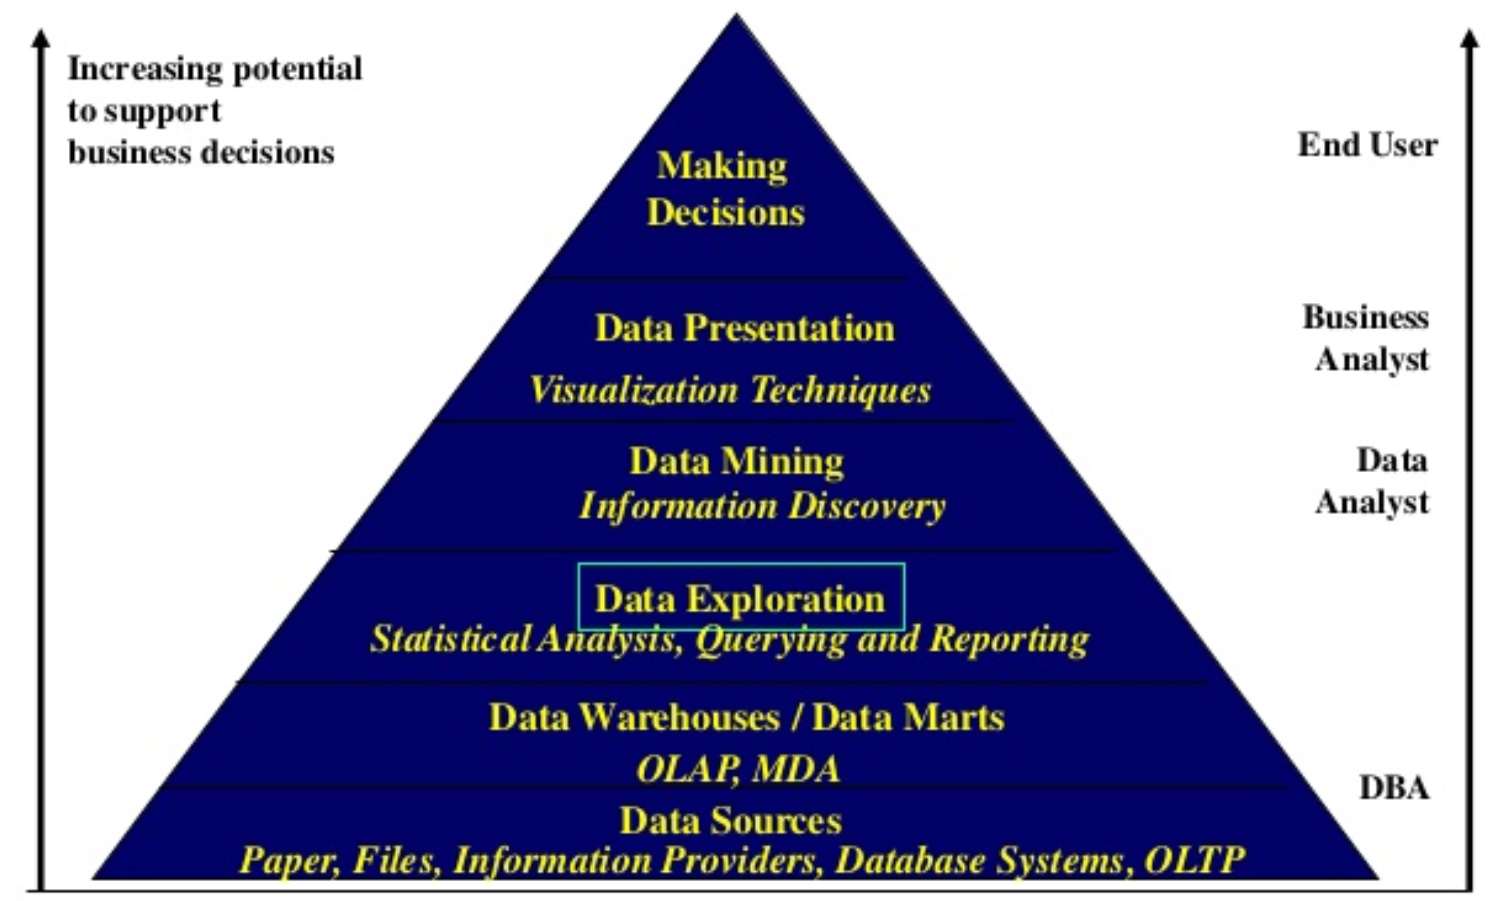 Increasing potential
to support
business decisions
Making
Decisions
End User
Data Presentation
Visualization Techniques
Business
Analyst
Data Mining
Information Discovery
Data
Analyst
Data Exploration
Statistical Analysis, Querying and Reporting
Data Warehouses / Data Marts
OLAP, MDA
DBA
Data Sources
Paper, Files, Information Providers, Database Systems, OLTP